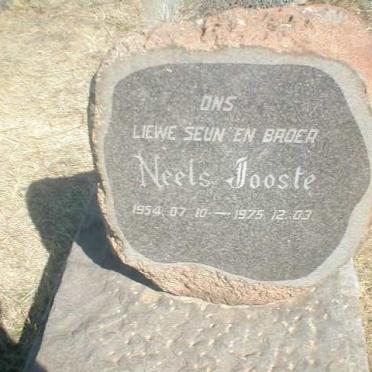 ONS
LIEWE SEUN EN BROER
Neels Jooste
1954.07.10 — 1975.12.03